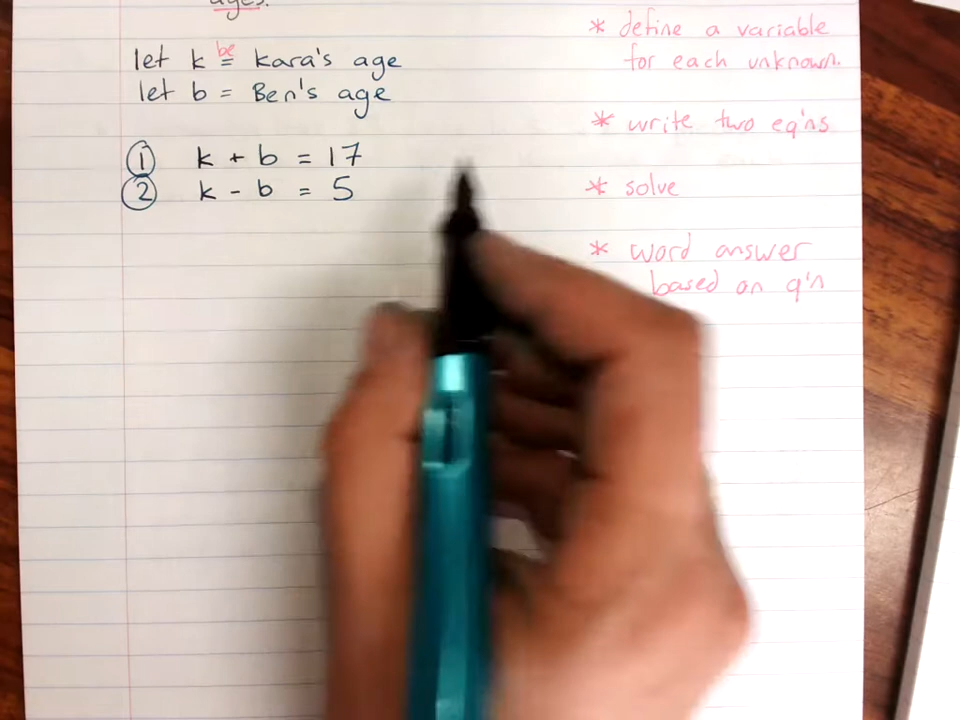 ages.
let k be = Kara's age
let b = Ben's age
① k + b = 17
② k - b = 5
* define a variable
for each unknown.
* write two eq'ns
* solve
* word answer
based on q'n